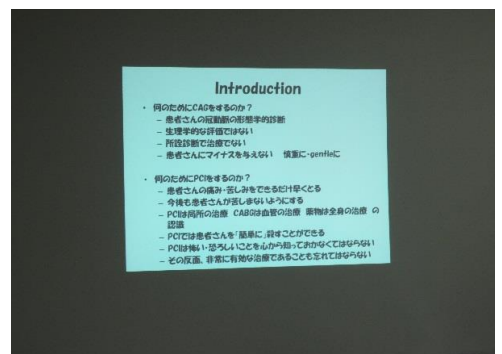 Introduction
・ 何のためにCAGをするのか？
– 患者さんの冠動脈の形態学的診断
– 生理学的な評価ではない
– 所詮診断で治療でない
– 患者さんにマイナスを与えない　慎重に・gentleに
・ 何のためにPCIをするのか？
– 患者さんの痛み・苦しみをできるだけ早くとる
– 今後も患者さんが苦しまないようにする
– PCIは局所の治療　CABGは血管の治療　薬物は全身の治療　の
認識
– PCIでは患者さんを「簡単に」殺すことができる
– PCIは怖い・恐ろしいことを心から知っておかなくてはならない
– その反面、非常に有効な治療であることも忘れてはならない